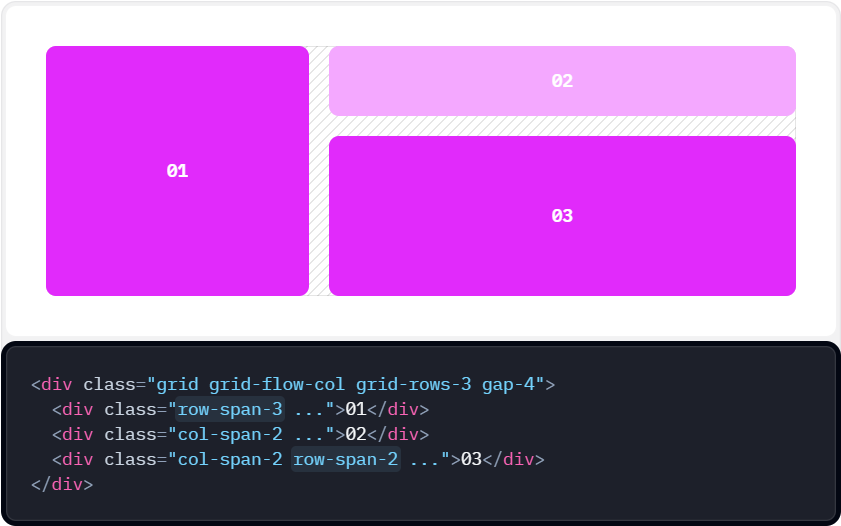 01
02
03
<div class="grid grid-flow-col grid-rows-3 gap-4">
  <div class="row-span-3 ...">01</div>
  <div class="col-span-2 ...">02</div>
  <div class="col-span-2 row-span-2 ...">03</div>
</div>